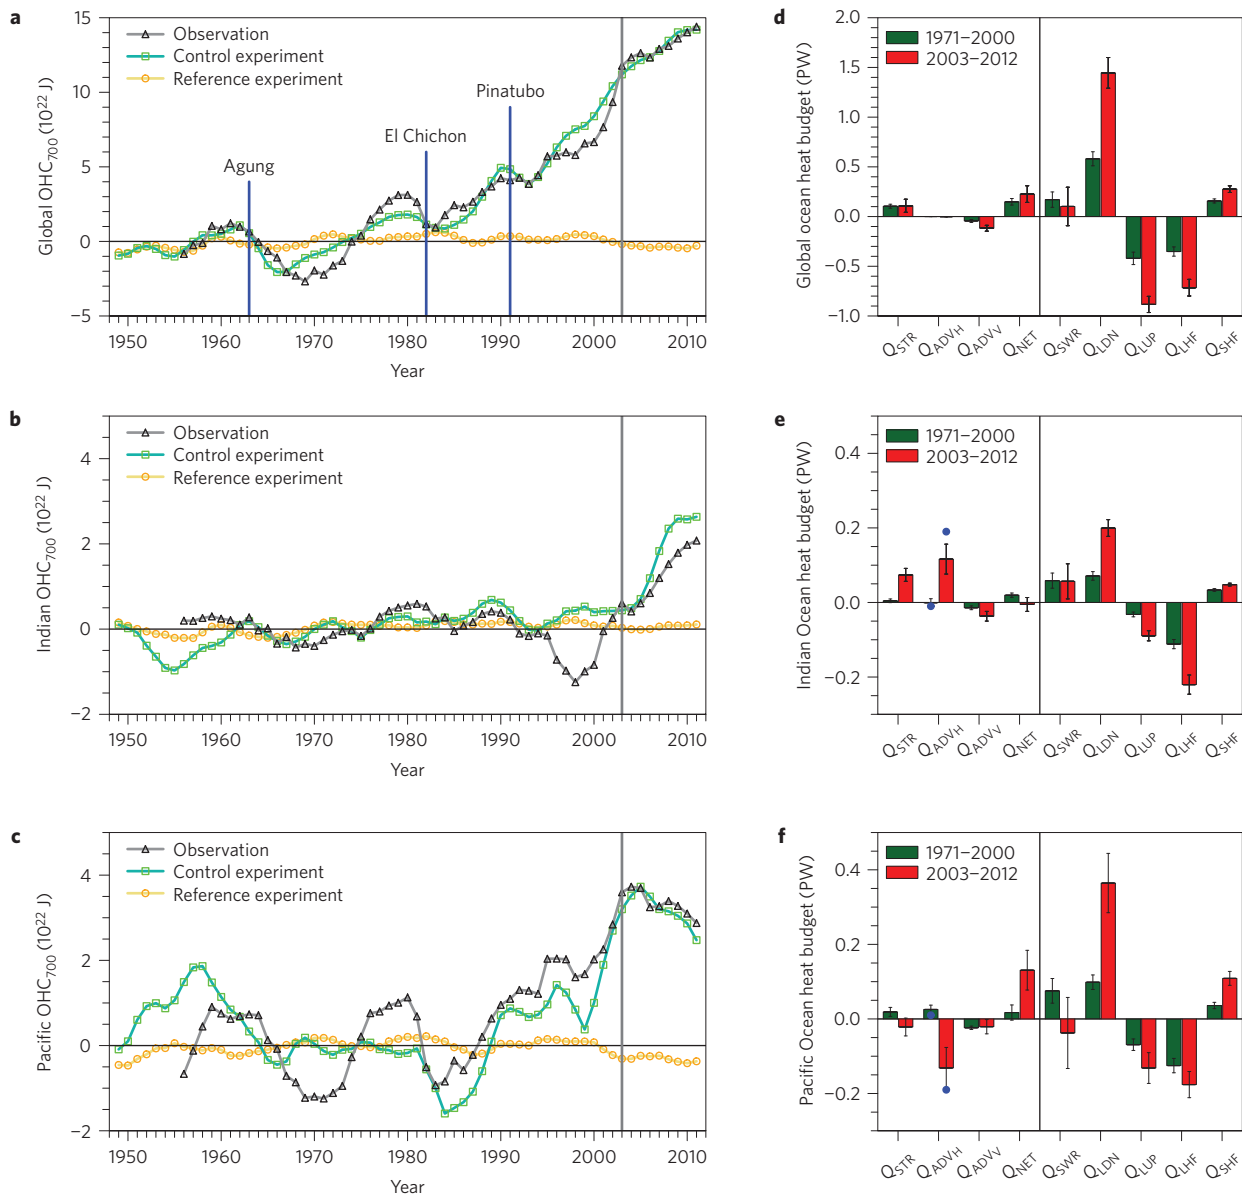 a
Global OHC700 (10^22 J)
15
10
5
0
−5
Observation
Control experiment
Reference experiment
Agung
El Chichon
Pinatubo
1950 1960 1970 1980 1990 2000 2010
Year
d
Global ocean heat budget (PW)
2.0
1.5
1.0
0.5
0.0
−0.5
−1.0
1971–2000
2003–2012
QSTR QADVH QADVV QNET QSWR QLDN QLUP QLHF QSHF
b
Indian OHC700 (10^22 J)
4
2
0
−2
Observation
Control experiment
Reference experiment
1950 1960 1970 1980 1990 2000 2010
Year
e
Indian Ocean heat budget (PW)
0.4
0.2
0.0
−0.2
1971–2000
2003–2012
QSTR QADVH QADVV QNET QSWR QLDN QLUP QLHF QSHF
c
Pacific OHC700 (10^22 J)
4
2
0
−2
Observation
Control experiment
Reference experiment
1950 1960 1970 1980 1990 2000 2010
Year
f
Pacific Ocean heat budget (PW)
0.4
0.2
0.0
−0.2
1971–2000
2003–2012
QSTR QADVH QADVV QNET QSWR QLDN QLUP QLHF QSHF